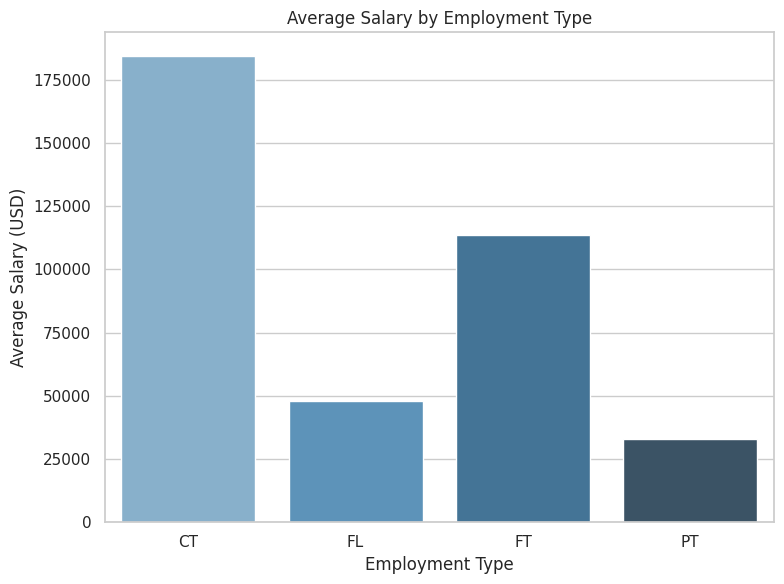 Average Salary by Employment Type
Average Salary (USD)
175000
150000
125000
100000
75000
50000
25000
0
CT FL FT PT
Employment Type